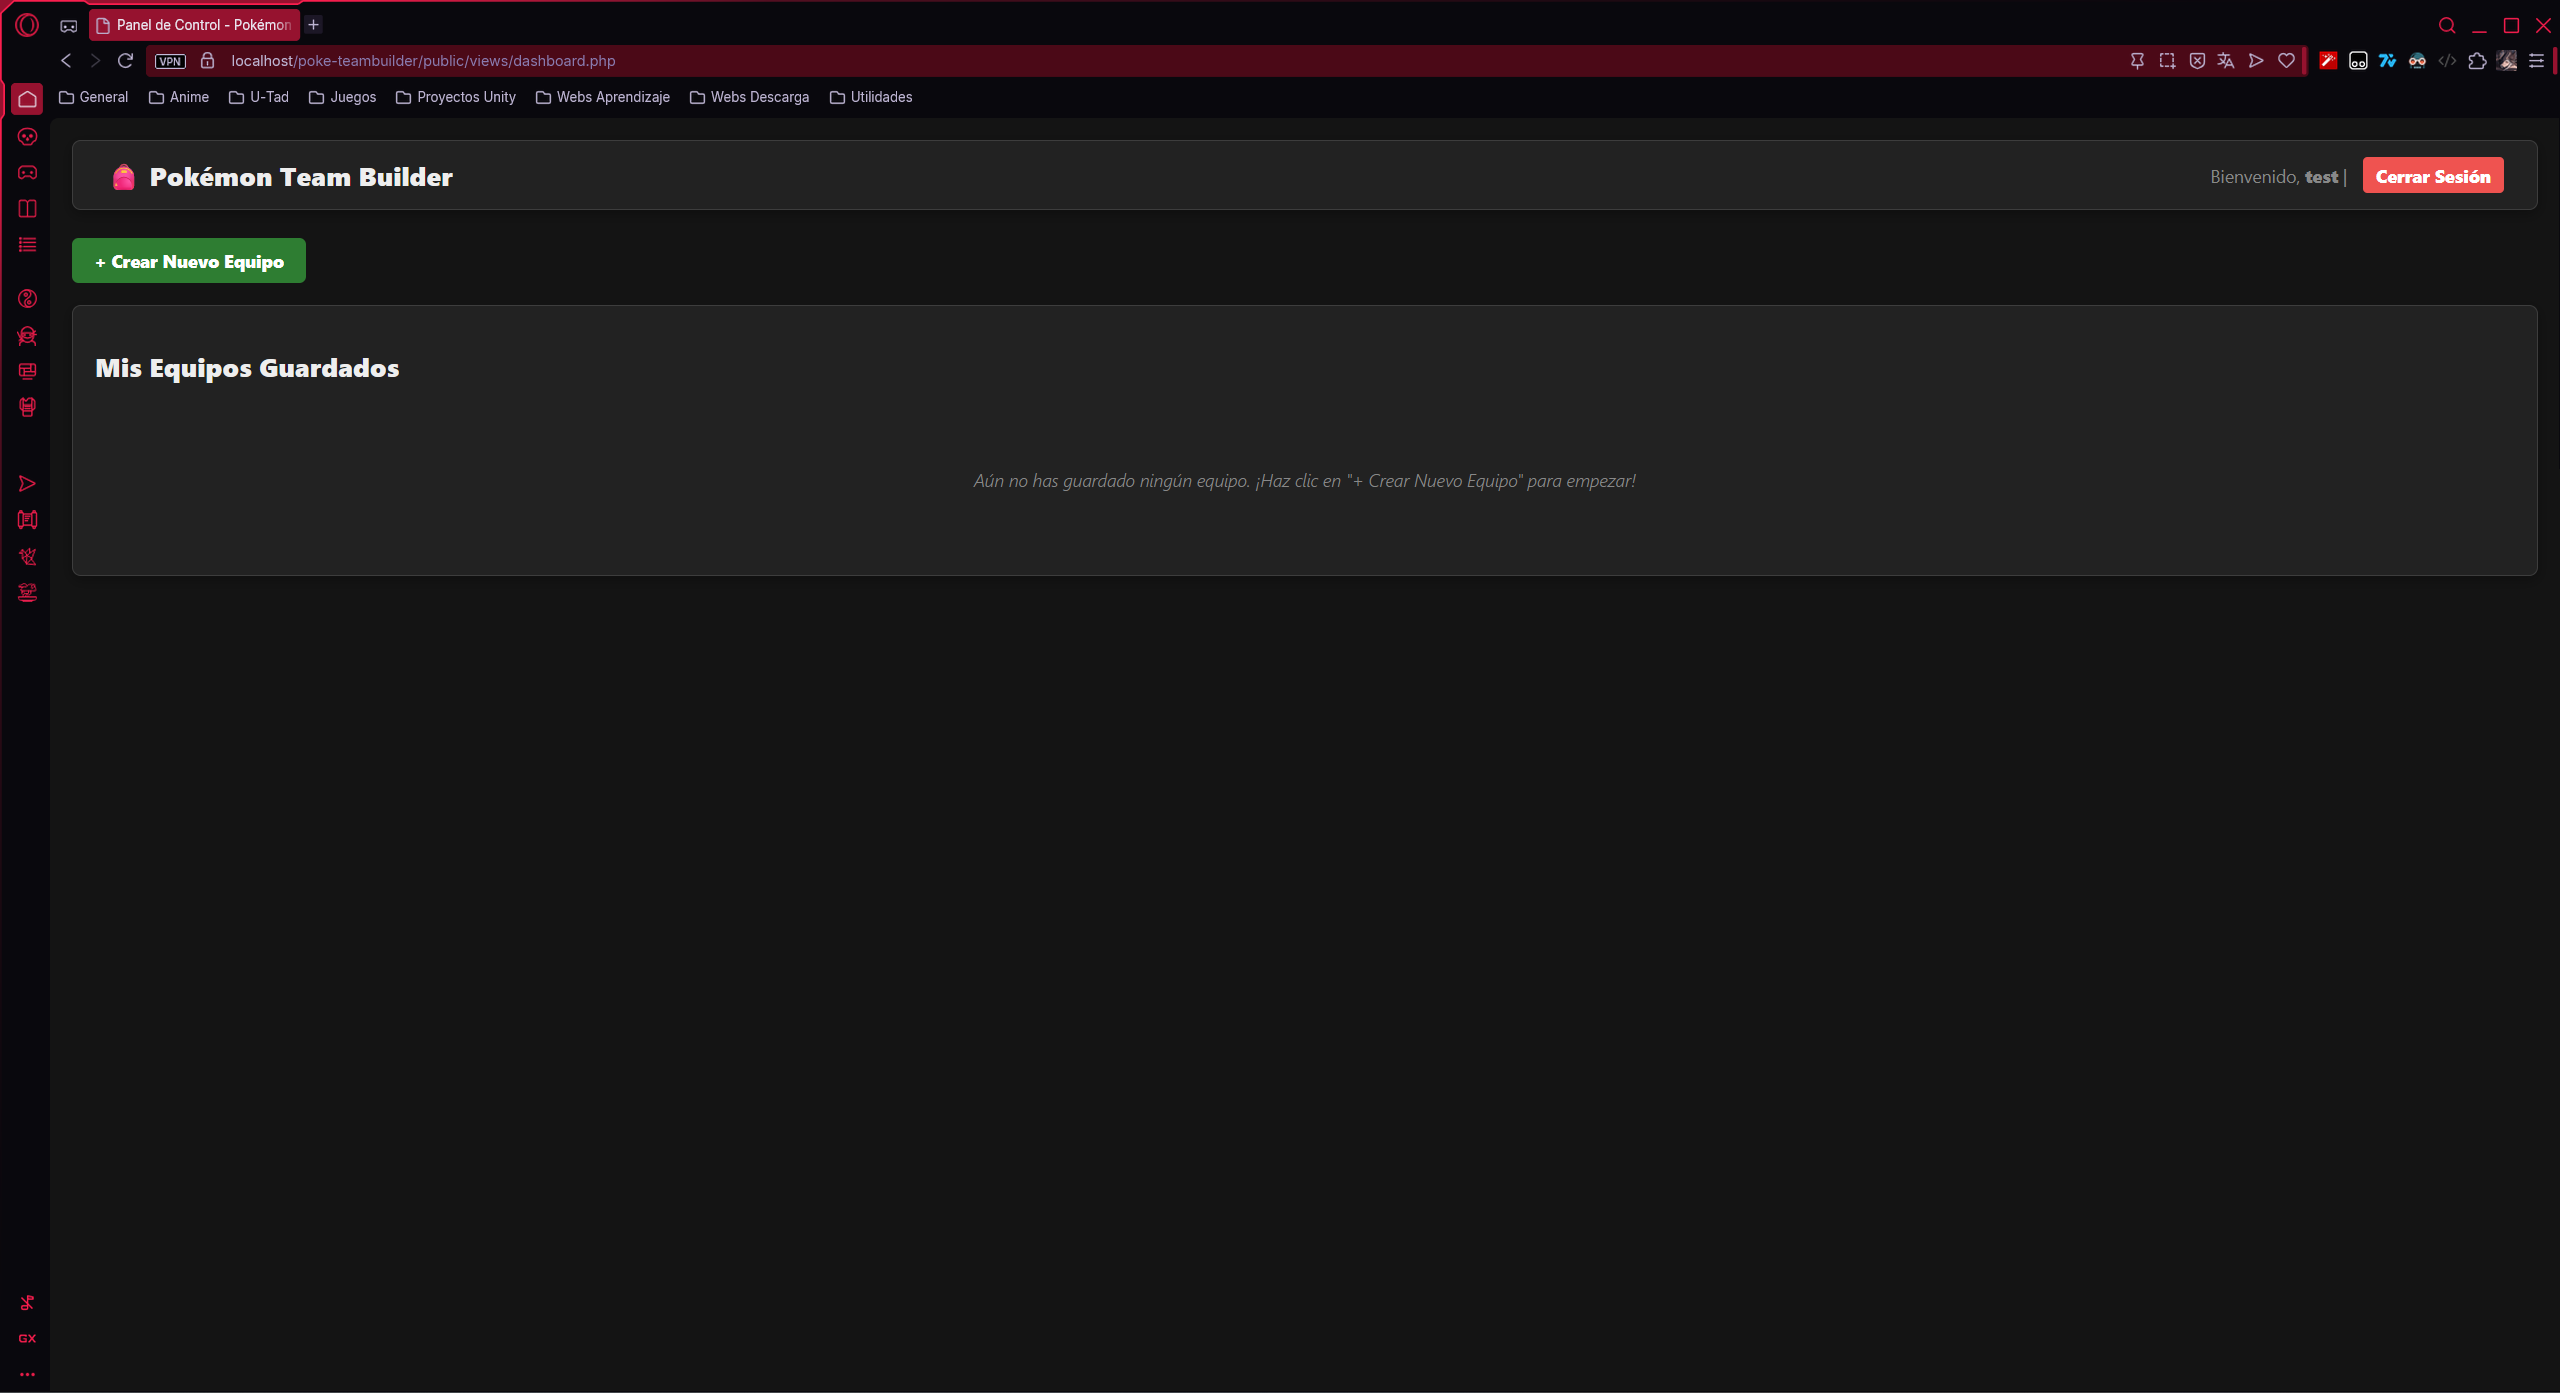 Panel de Control - Pokémon
VPN
localhost/poke-teambuilder/public/views/dashboard.php
General
Anime
U-Tad
Juegos
Proyectos Unity
Webs Aprendizaje
Webs Descarga
Utilidades
Pokémon Team Builder
Bienvenido, test |
Cerrar Sesión
+ Crear Nuevo Equipo
Mis Equipos Guardados
Aún no has guardado ningún equipo. ¡Haz clic en "+ Crear Nuevo Equipo" para empezar!
GX